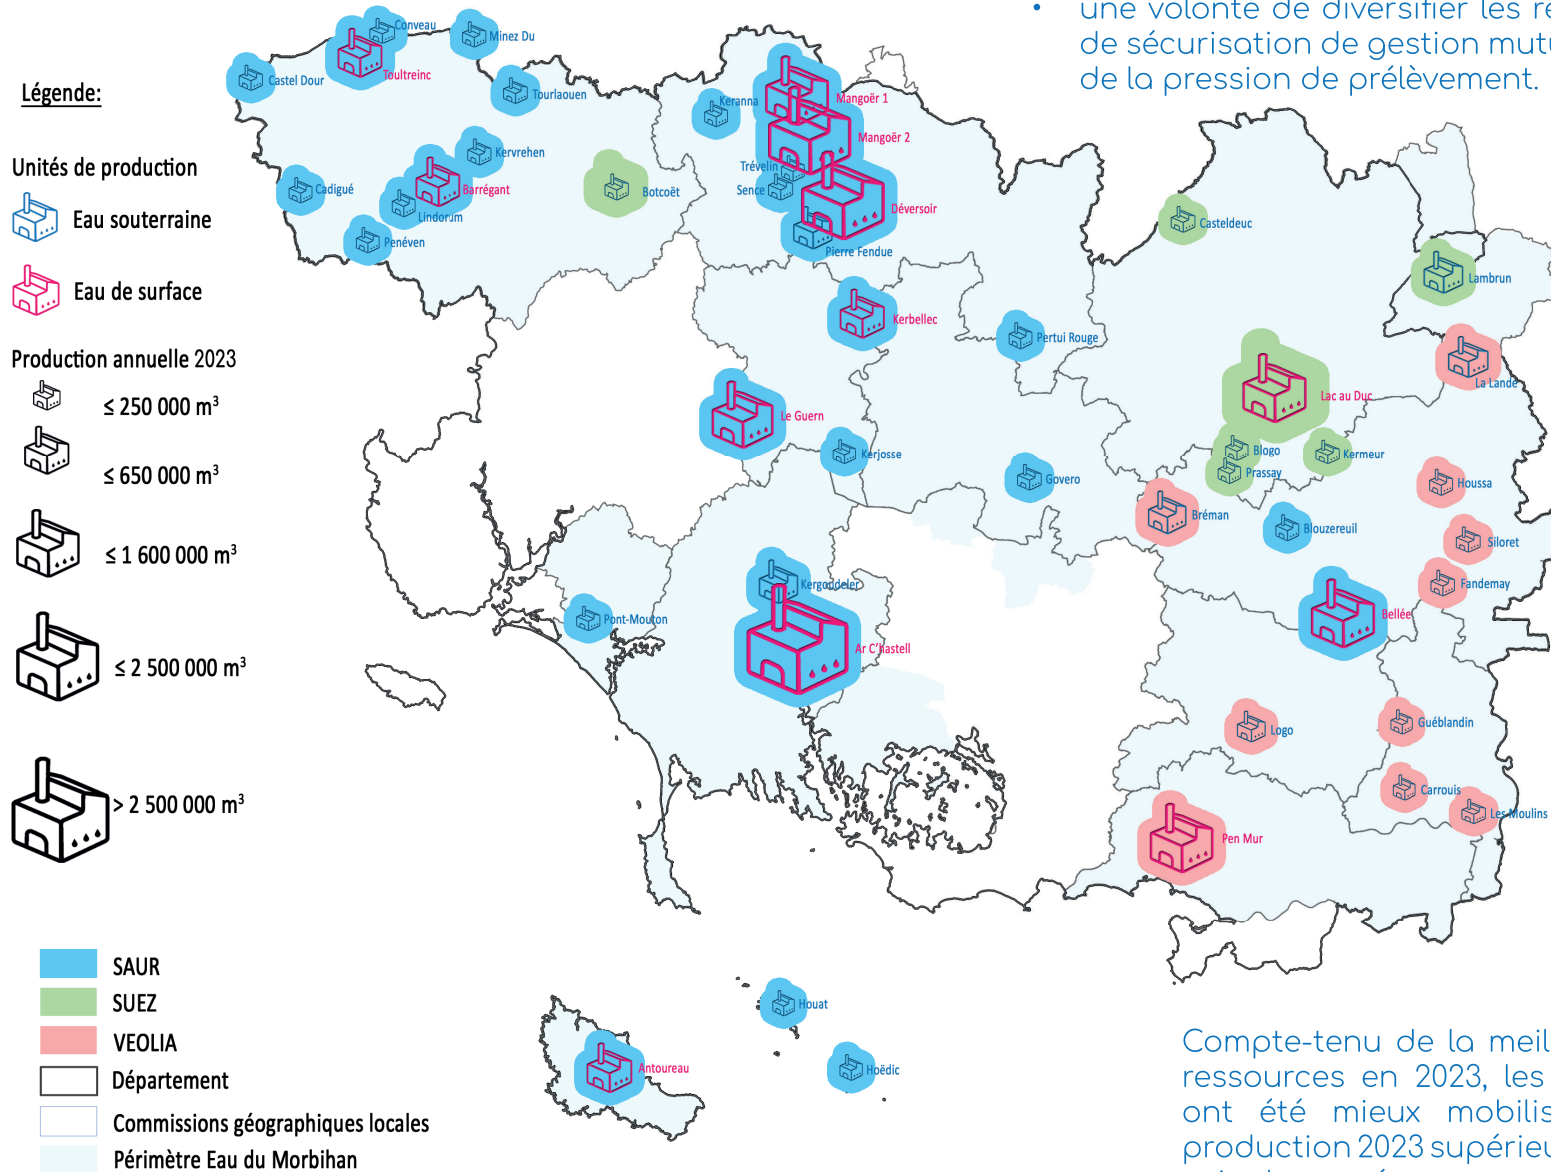 une volonté de diversifier les
de sécurisation de gestion
de la pression de prélèvement.
Légende:
Unités de production
Eau souterraine
Eau de surface
Production annuelle 2023
≤ 250 000 m³
≤ 650 000 m³
≤ 1 600 000 m³
≤ 2 500 000 m³
> 2 500 000 m³
SAUR
SUEZ
VEOLIA
Département
Commissions géographiques locales
Périmètre Eau du Morbihan
Conveau
Minez Du
Castel Dour
Toultreinc
Tourlaouen
Kervrehen
Cadigué
Barrégant
Lindorum
Penéven
Botcoët
Keranna
Mangoër 1
Mangoër 2
Trévelin
Sence
Déversoir
Pierre Fendue
Casteldeuc
Lambrun
Kerbellec
Pertui Rouge
La Lande
Lac au Duc
Le Guern
Kerjosse
Govero
Blogo
Kermeur
Prassay
Houssa
Bréman
Blouzereuil
Siloret
Fandemay
Kergoudeler
Pont-Mouton
Bellée
Ar C'hastell
Logo
Guéblandin
Carrouis
Les Moulins
Pen Mur
Houat
Hoëdic
Antoureau
Compte-tenu de la
ressources en 2023, les
ont été mieux
production 2023